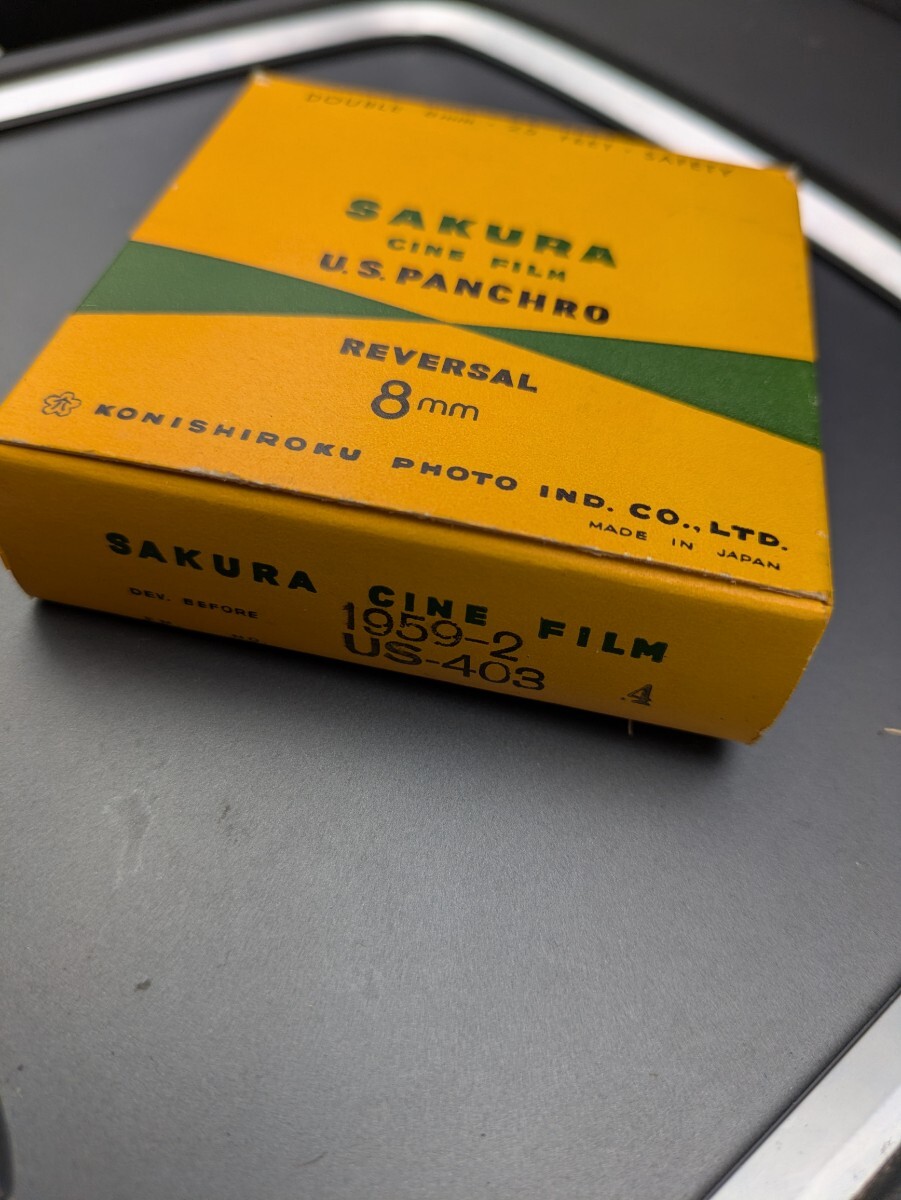 DOUBLE 8mm · 25 FEET · SAFETY
SAKURA
CINE FILM
U.S. PANCHRO
REVERSAL
8mm
KONISHIROKU PHOTO IND. CO., LTD.
MADE IN JAPAN
SAKURA CINE FILM
DEV. BEFORE 1959-2
US-403 4